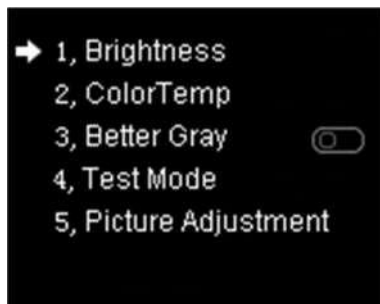 1, Brightness
2, ColorTemp
3, Better Gray
4, Test Mode
5, Picture Adjustment